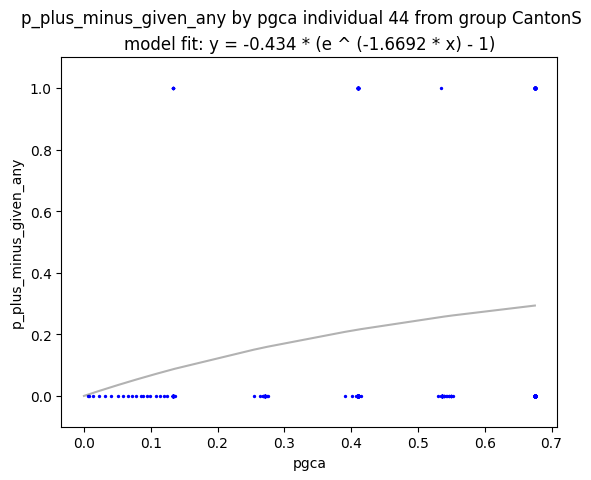 p_plus_minus_given_any by pgca individual 44 from group CantonS
model fit: y = -0.434 * (e ^ (-1.6692 * x) - 1)
1.0
0.8
0.6
0.4
0.2
0.0
p_plus_minus_given_any
0.0 0.1 0.2 0.3 0.4 0.5 0.6 0.7
pgca